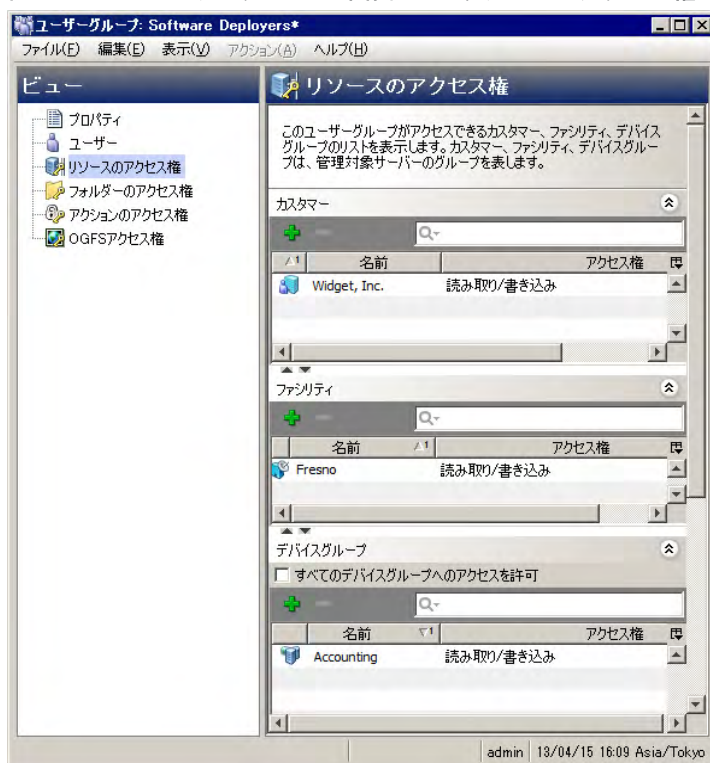 ユーザーグループ: Software Deployers*
ファイル(F) 編集(E) 表示(V) アクション(A) ヘルプ(H)
ビュー
プロパティ
ユーザー
リソースのアクセス権
フォルダーのアクセス権
アクションのアクセス権
OGFSアクセス権
リソースのアクセス権
このユーザーグループがアクセスできるカスタマー、ファシリティ、デバイス
グループのリストを表示します。カスタマー、ファシリティ、デバイスグルー
プは、管理対象サーバーのグループを表します。
カスタマー
1 名前 アクセス権
Widget, Inc. 読み取り/書き込み
ファシリティ
名前 1 アクセス権
Fresno 読み取り/書き込み
デバイスグループ
すべてのデバイスグループへのアクセスを許可
名前 1 アクセス権
Accounting 読み取り/書き込み
admin 13/04/15 16:09 Asia/Tokyo